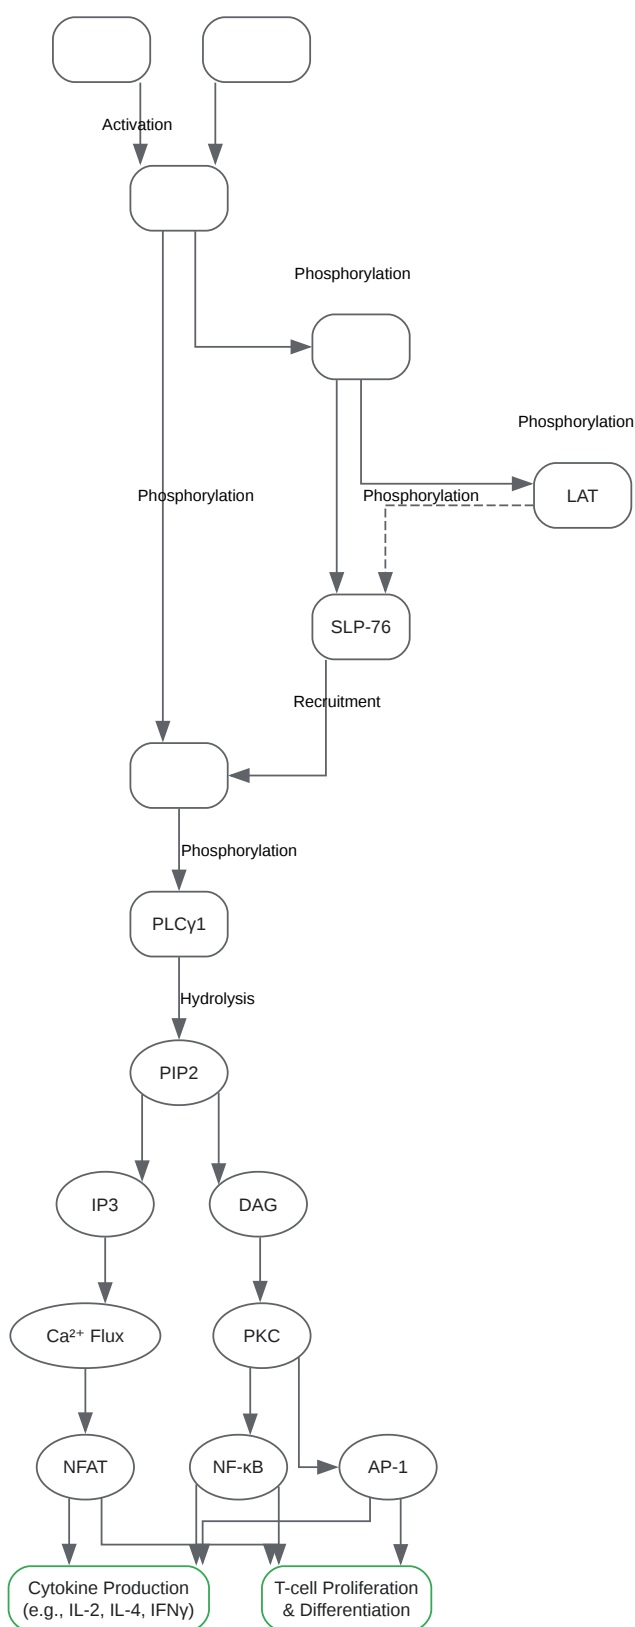 Activation
Phosphorylation
Phosphorylation
Phosphorylation
Phosphorylation
LAT
SLP-76
Recruitment
Phosphorylation
PLCγ1
Hydrolysis
PIP2
IP3
DAG
Ca²⁺ Flux
PKC
NFAT
NF-κB
AP-1
Cytokine Production
(e.g., IL-2, IL-4, IFNγ)
T-cell Proliferation
& Differentiation